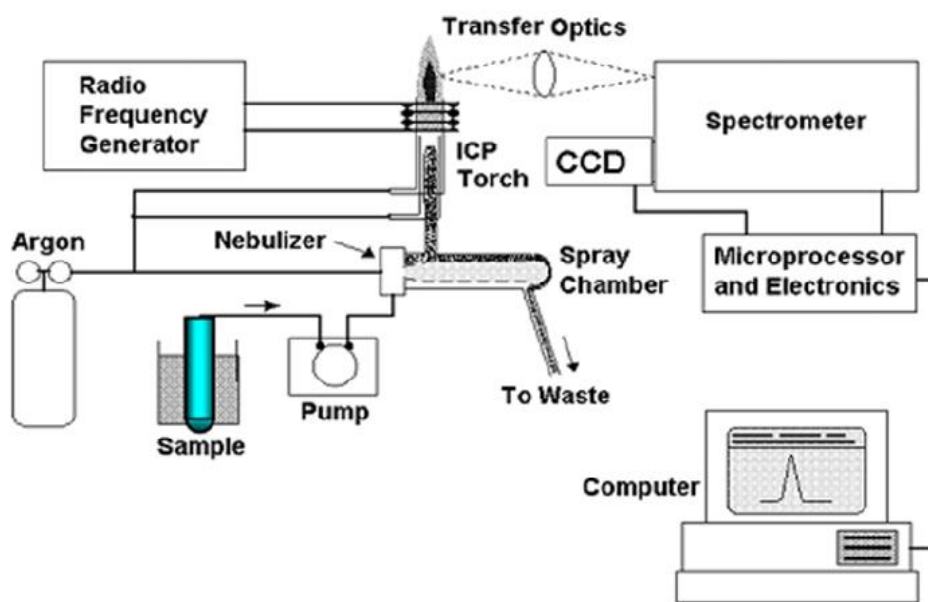 Transfer Optics
Radio
Frequency
Generator
Spectrometer
CCD
ICP
Torch
Argon
Nebulizer
Spray
Chamber
Microprocessor
and Electronics
Pump
To Waste
Sample
Computer